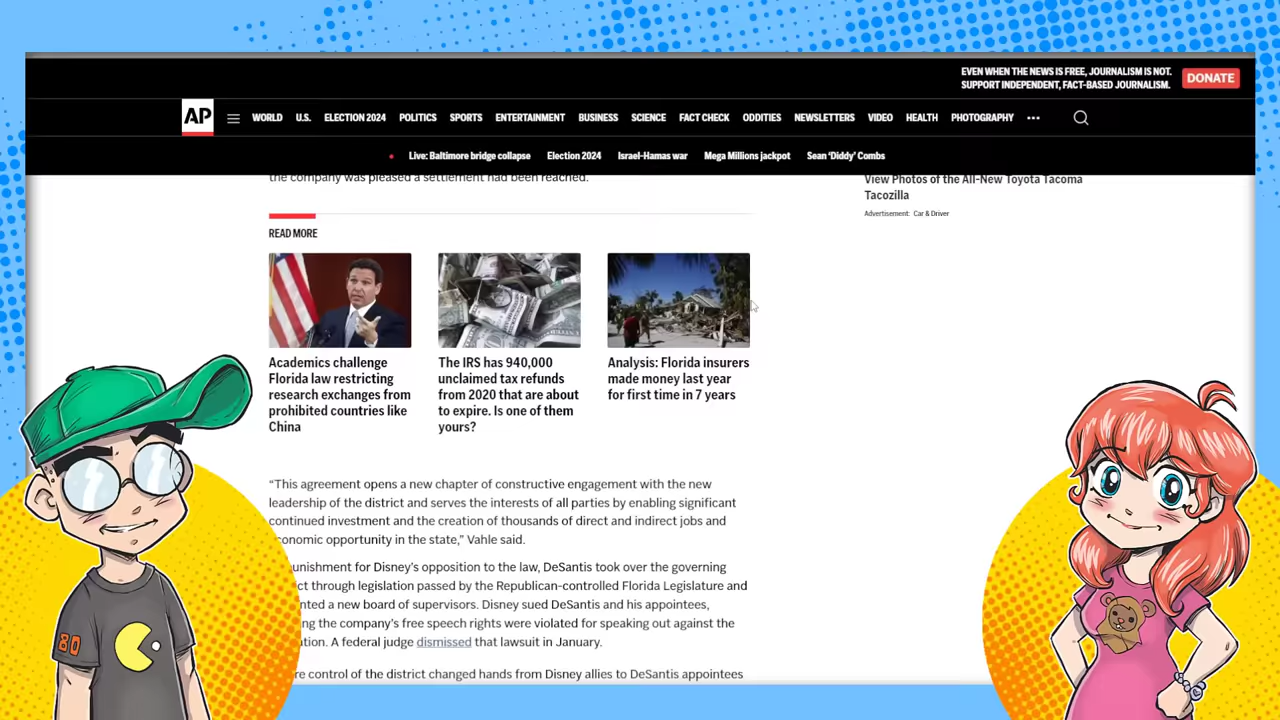 EVEN WHEN THE NEWS IS FREE, JOURNALISM IS NOT.
SUPPORT INDEPENDENT, FACT-BASED JOURNALISM.
DONATE
AP
WORLD U.S. ELECTION 2024 POLITICS SPORTS ENTERTAINMENT BUSINESS SCIENCE FACT CHECK ODDITIES NEWSLETTERS VIDEO HEALTH PHOTOGRAPHY
Live: Baltimore bridge collapse Election 2024 Israel-Hamas war Mega Millions jackpot Sean ‘Diddy’ Combs
the company was pleased a settlement had been reached.
View Photos of the All-New Toyota Tacoma
Tacozilla
Advertisement: Car & Driver
READ MORE
Academics challenge
Florida law restricting
research exchanges from
prohibited countries like
China
The IRS has 940,000
unclaimed tax refunds
from 2020 that are about
to expire. Is one of them
yours?
Analysis: Florida insurers
made money last year
for first time in 7 years
“This agreement opens a new chapter of constructive engagement with the new
leadership of the district and serves the interests of all parties by enabling significant
continued investment and the creation of thousands of direct and indirect jobs and
conomic opportunity in the state,” Vahle said.
unishment for Disney’s opposition to the law, DeSantis took over the governing
ct through legislation passed by the Republican-controlled Florida Legislature and
nted a new board of supervisors. Disney sued DeSantis and his appointees,
ing the company’s free speech rights were violated for speaking out against the
tion. A federal judge dismissed that lawsuit in January.
re control of the district changed hands from Disney allies to DeSantis appointees
80